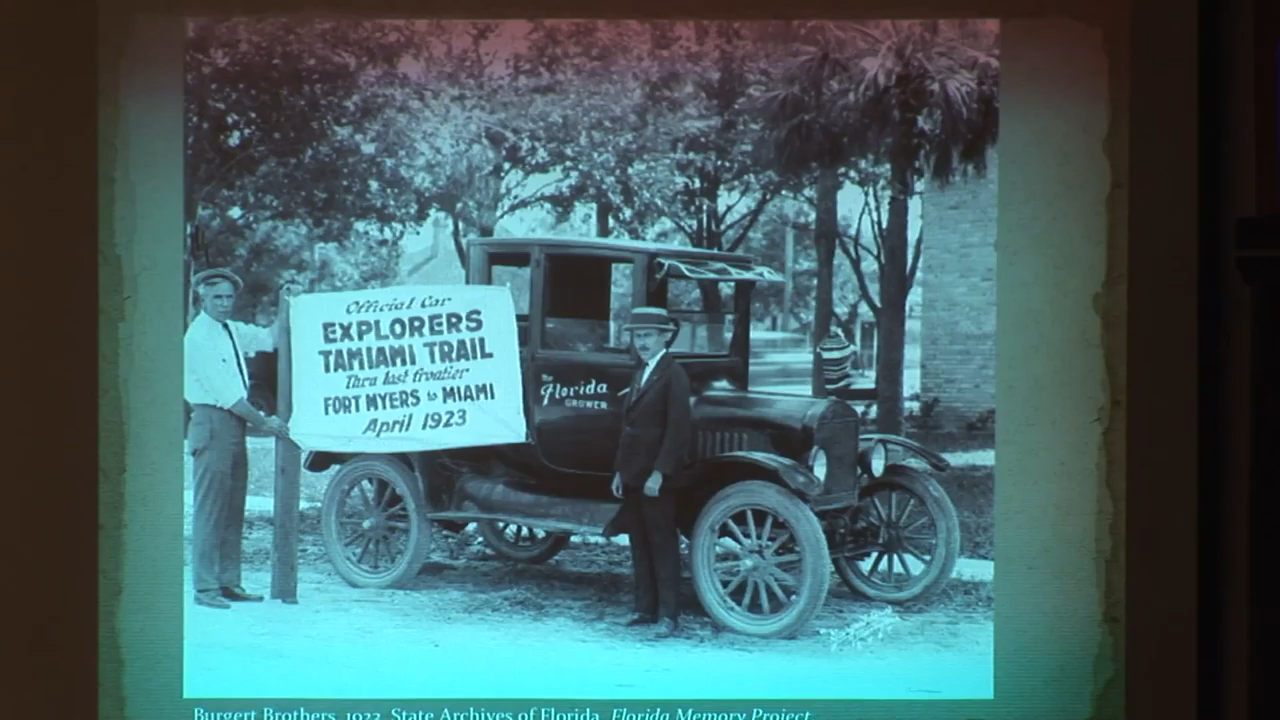 Official Car
EXPLORERS
TAMIAMI TRAIL
Thru last frontier
FORT MYERS to MIAMI
April 1923
The
Florida
GROWER
Burgert Brothers, 1923, State Archives of Florida, Florida Memory Project